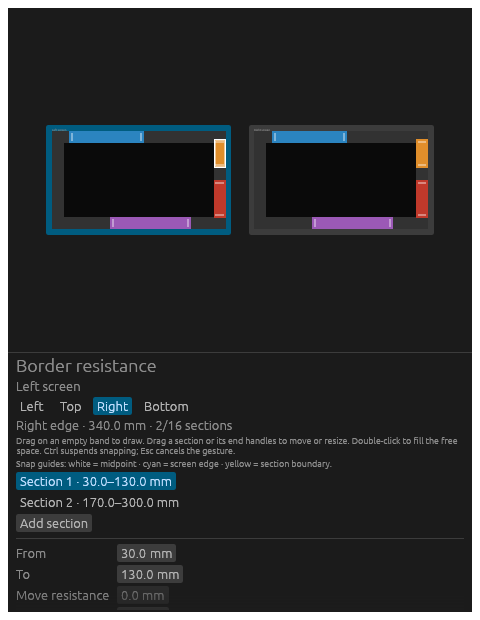 Border resistance
Left screen
Left Top Right Bottom
Right edge · 340.0 mm · 2/16 sections
Drag on an empty band to draw. Drag a section or its end handles to move or resize. Double-click to fill the free
space. Ctrl suspends snapping; Esc cancels the gesture.
Snap guides: white = midpoint · cyan = screen edge · yellow = section boundary.
Section 1 · 30.0–130.0 mm
Section 2 · 170.0–300.0 mm
Add section
From 30.0 mm
To 130.0 mm
Move resistance 0.0 mm